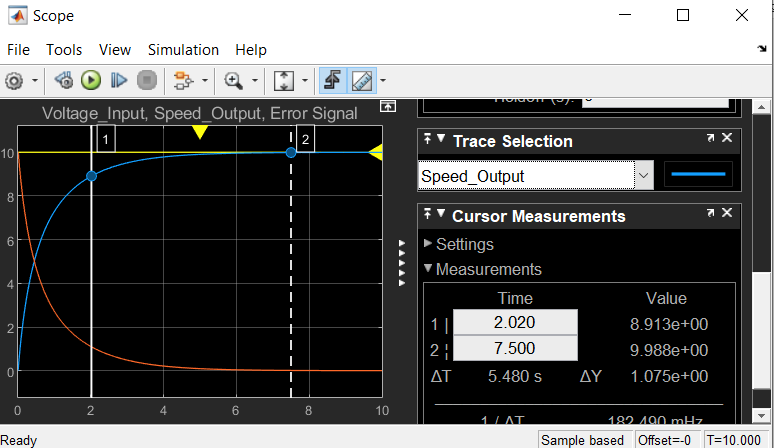 Scope
File Tools View Simulation Help
Voltage_Input, Speed_Output, Error Signal
1
2
10
8
6
4
2
0
0 2 4 6 8 10
Trace Selection
Speed_Output
Cursor Measurements
Settings
Measurements
Time Value
1 | 2.020 8.913e+00
2 ¦ 7.500 9.988e+00
ΔT 5.480 s ΔY 1.075e+00
1 / ΔT 182.490 mHz
Ready Sample based Offset=-0 T=10.000